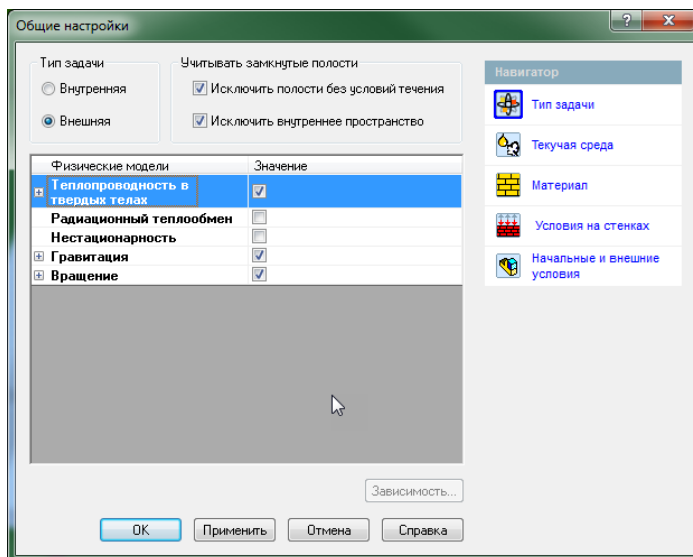 Общие настройки
?
Тип задачи
Внутренняя
Внешняя
Учитывать замкнутые полости
Исключить полости без условий течения
Исключить внутреннее пространство
Физические модели Значение
Теплопроводность в
твердых телах
Радиационный теплообмен
Нестационарность
Гравитация
Вращение
Навигатор
Тип задачи
Текучая среда
Материал
Условия на стенках
Начальные и внешние
условия
Зависимость...
OK Применить Отмена Справка